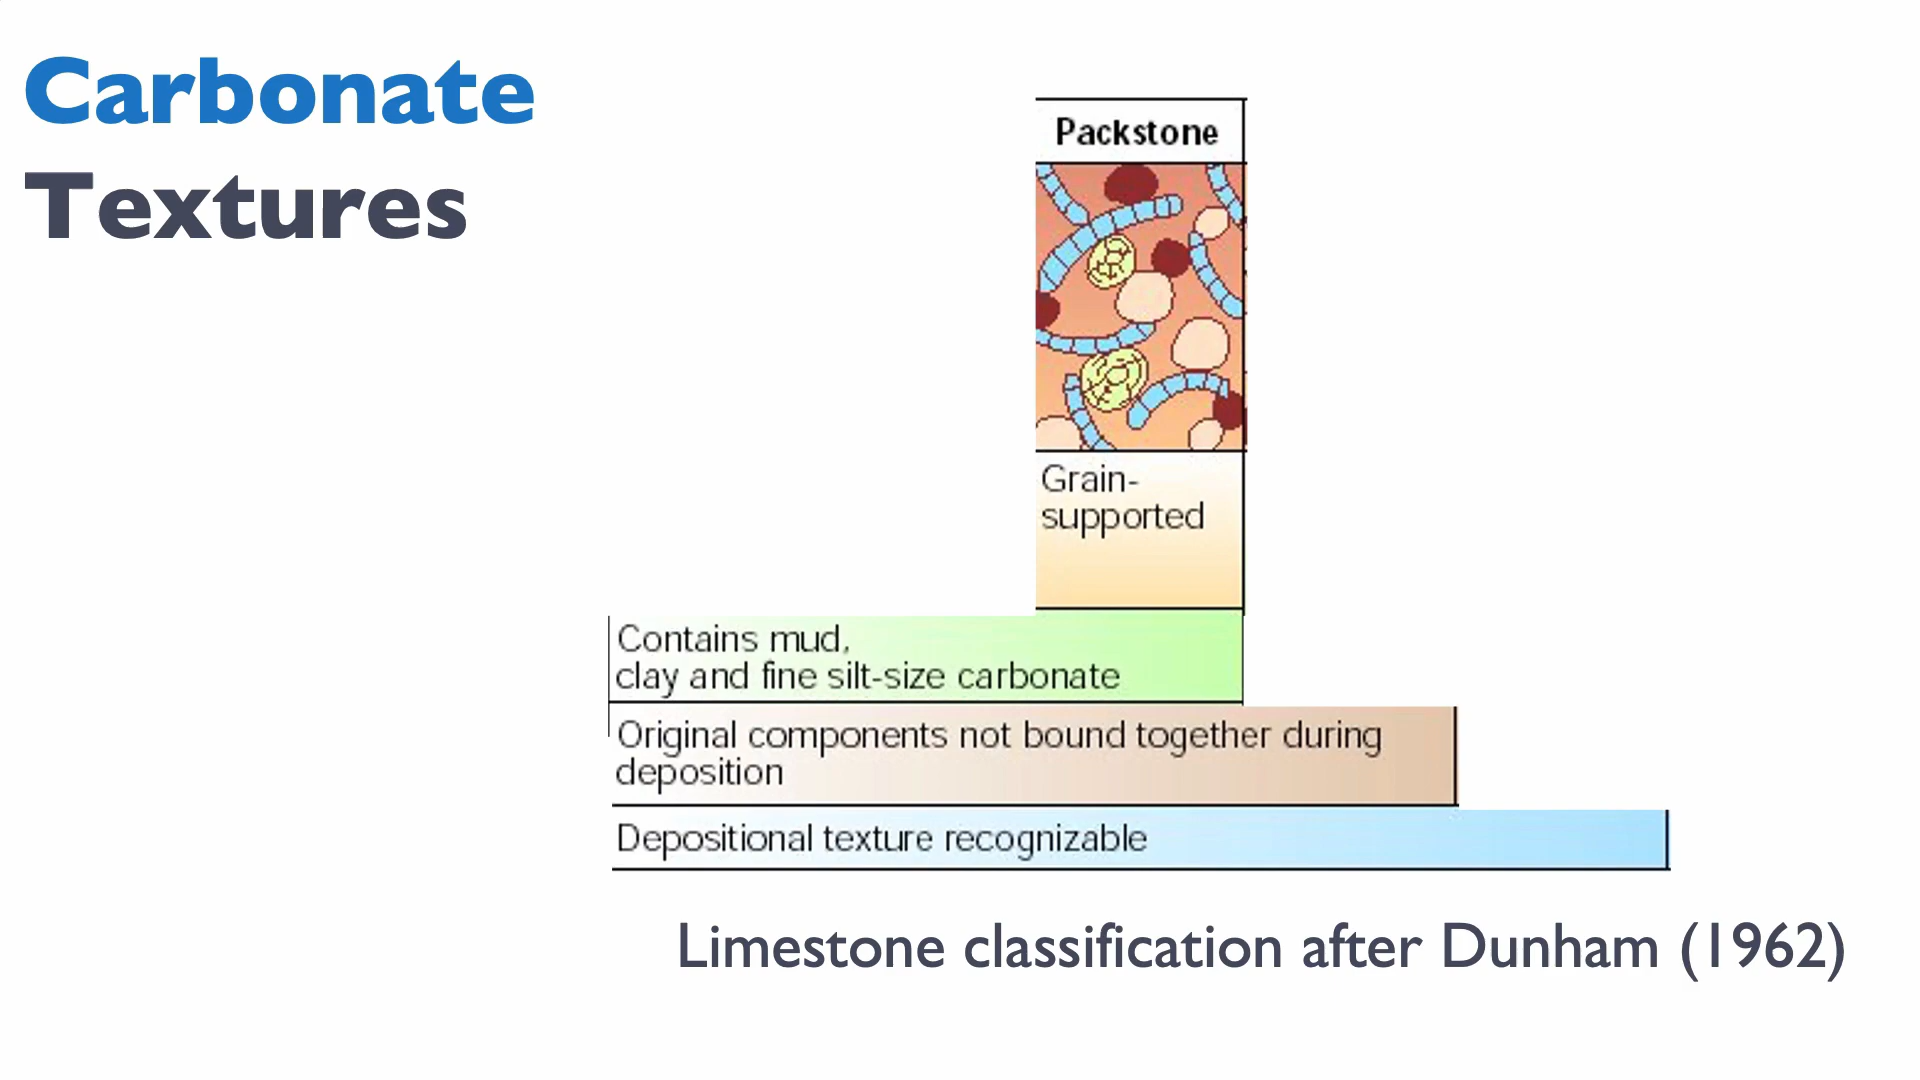 Carbonate
Textures
Packstone
Grain-
supported
Contains mud,
clay and fine silt-size carbonate
Original components not bound together during
deposition
Depositional texture recognizable
Limestone classification after Dunham (1962)